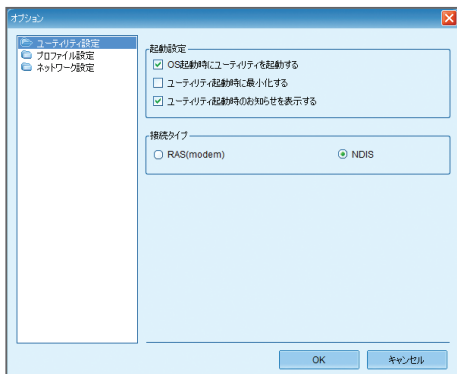 オプション
ユーティリティ設定
プロファイル設定
ネットワーク設定
起動設定
OS起動時にユーティリティを起動する
ユーティリティ起動時に最小化する
ユーティリティ起動時のお知らせを表示する
接続タイプ
RAS(modem)
NDIS
OK
キャンセル